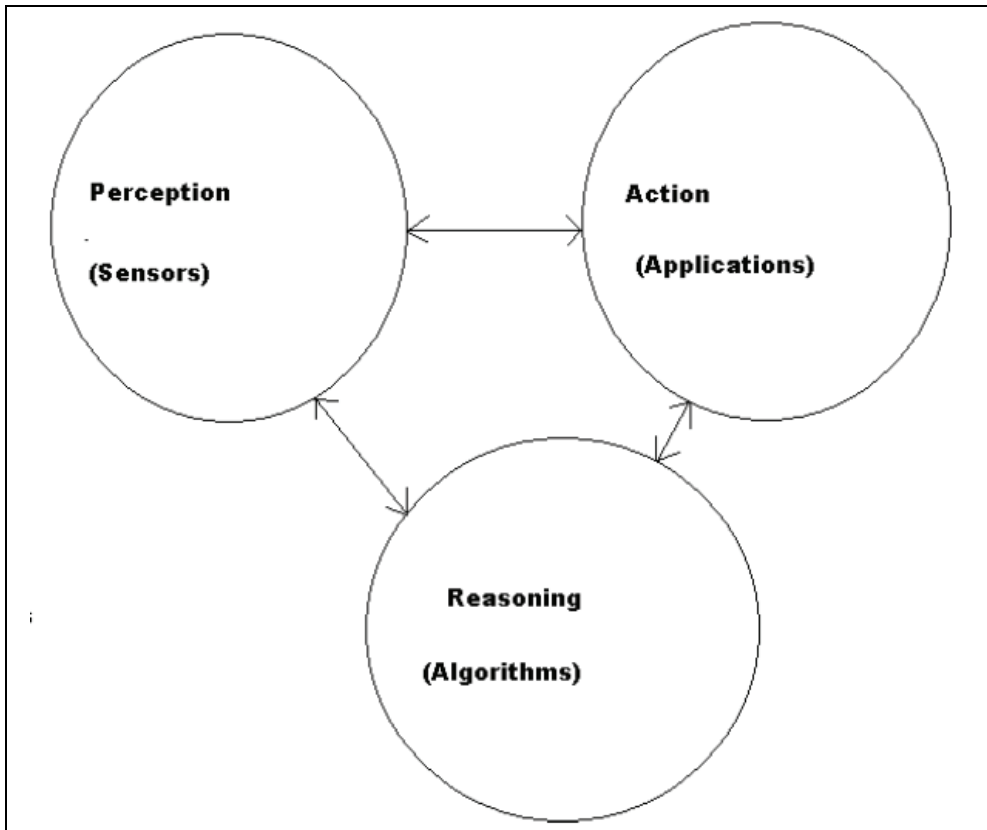 Perception
(Sensors)
Action
(Applications)
Reasoning
(Algorithms)